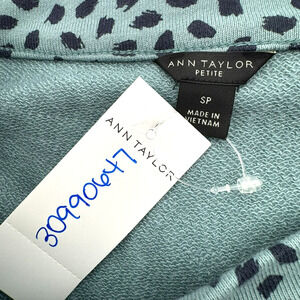 ANN TAYLOR
PETITE
SP
MADE IN
VIETNAM
ANN TAYLOR
30990647